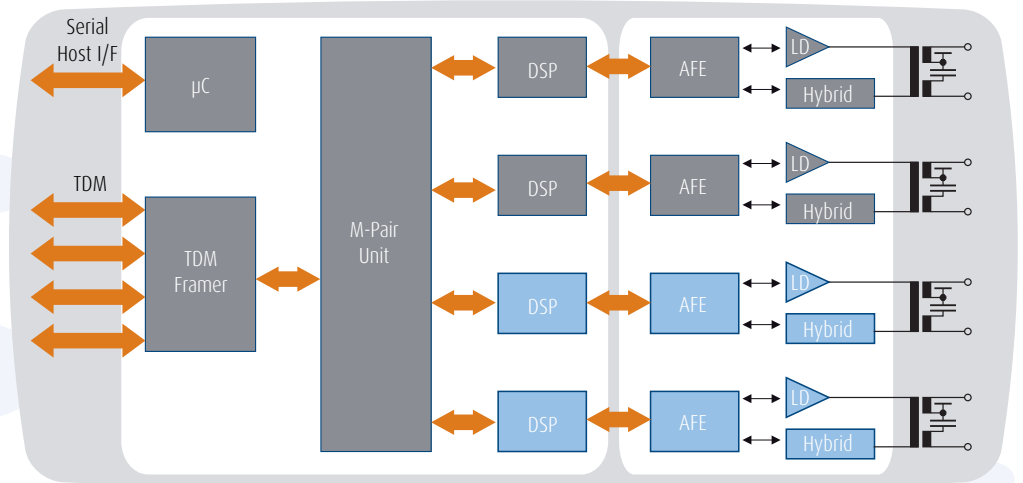 Serial
Host I/F
µC
TDM
TDM
Framer
M-Pair
Unit
DSP
AFE
LD
Hybrid
DSP
AFE
LD
Hybrid
DSP
AFE
LD
Hybrid
DSP
AFE
LD
Hybrid